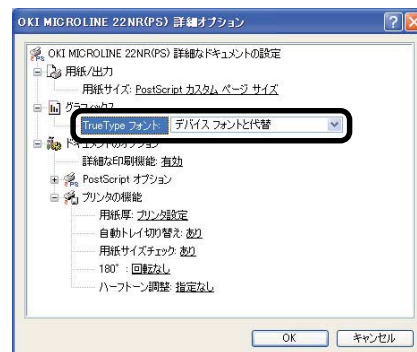 OKI MICROLINE 22NR(PS) 詳細オプション
OKI MICROLINE 22NR(PS) 詳細なドキュメントの設定
用紙/出力
用紙サイズ: PostScript カスタム ページ サイズ
グラフィックス
TrueType フォント: デバイス フォントと代替
ドキュメントのオプション
詳細な印刷機能: 有効
PostScript オプション
プリンタの機能
用紙厚: プリンタ設定
自動トレイ切り替え: あり
用紙サイズチェック: あり
180° : 回転なし
ハーフトーン調整: 指定なし
OK キャンセル